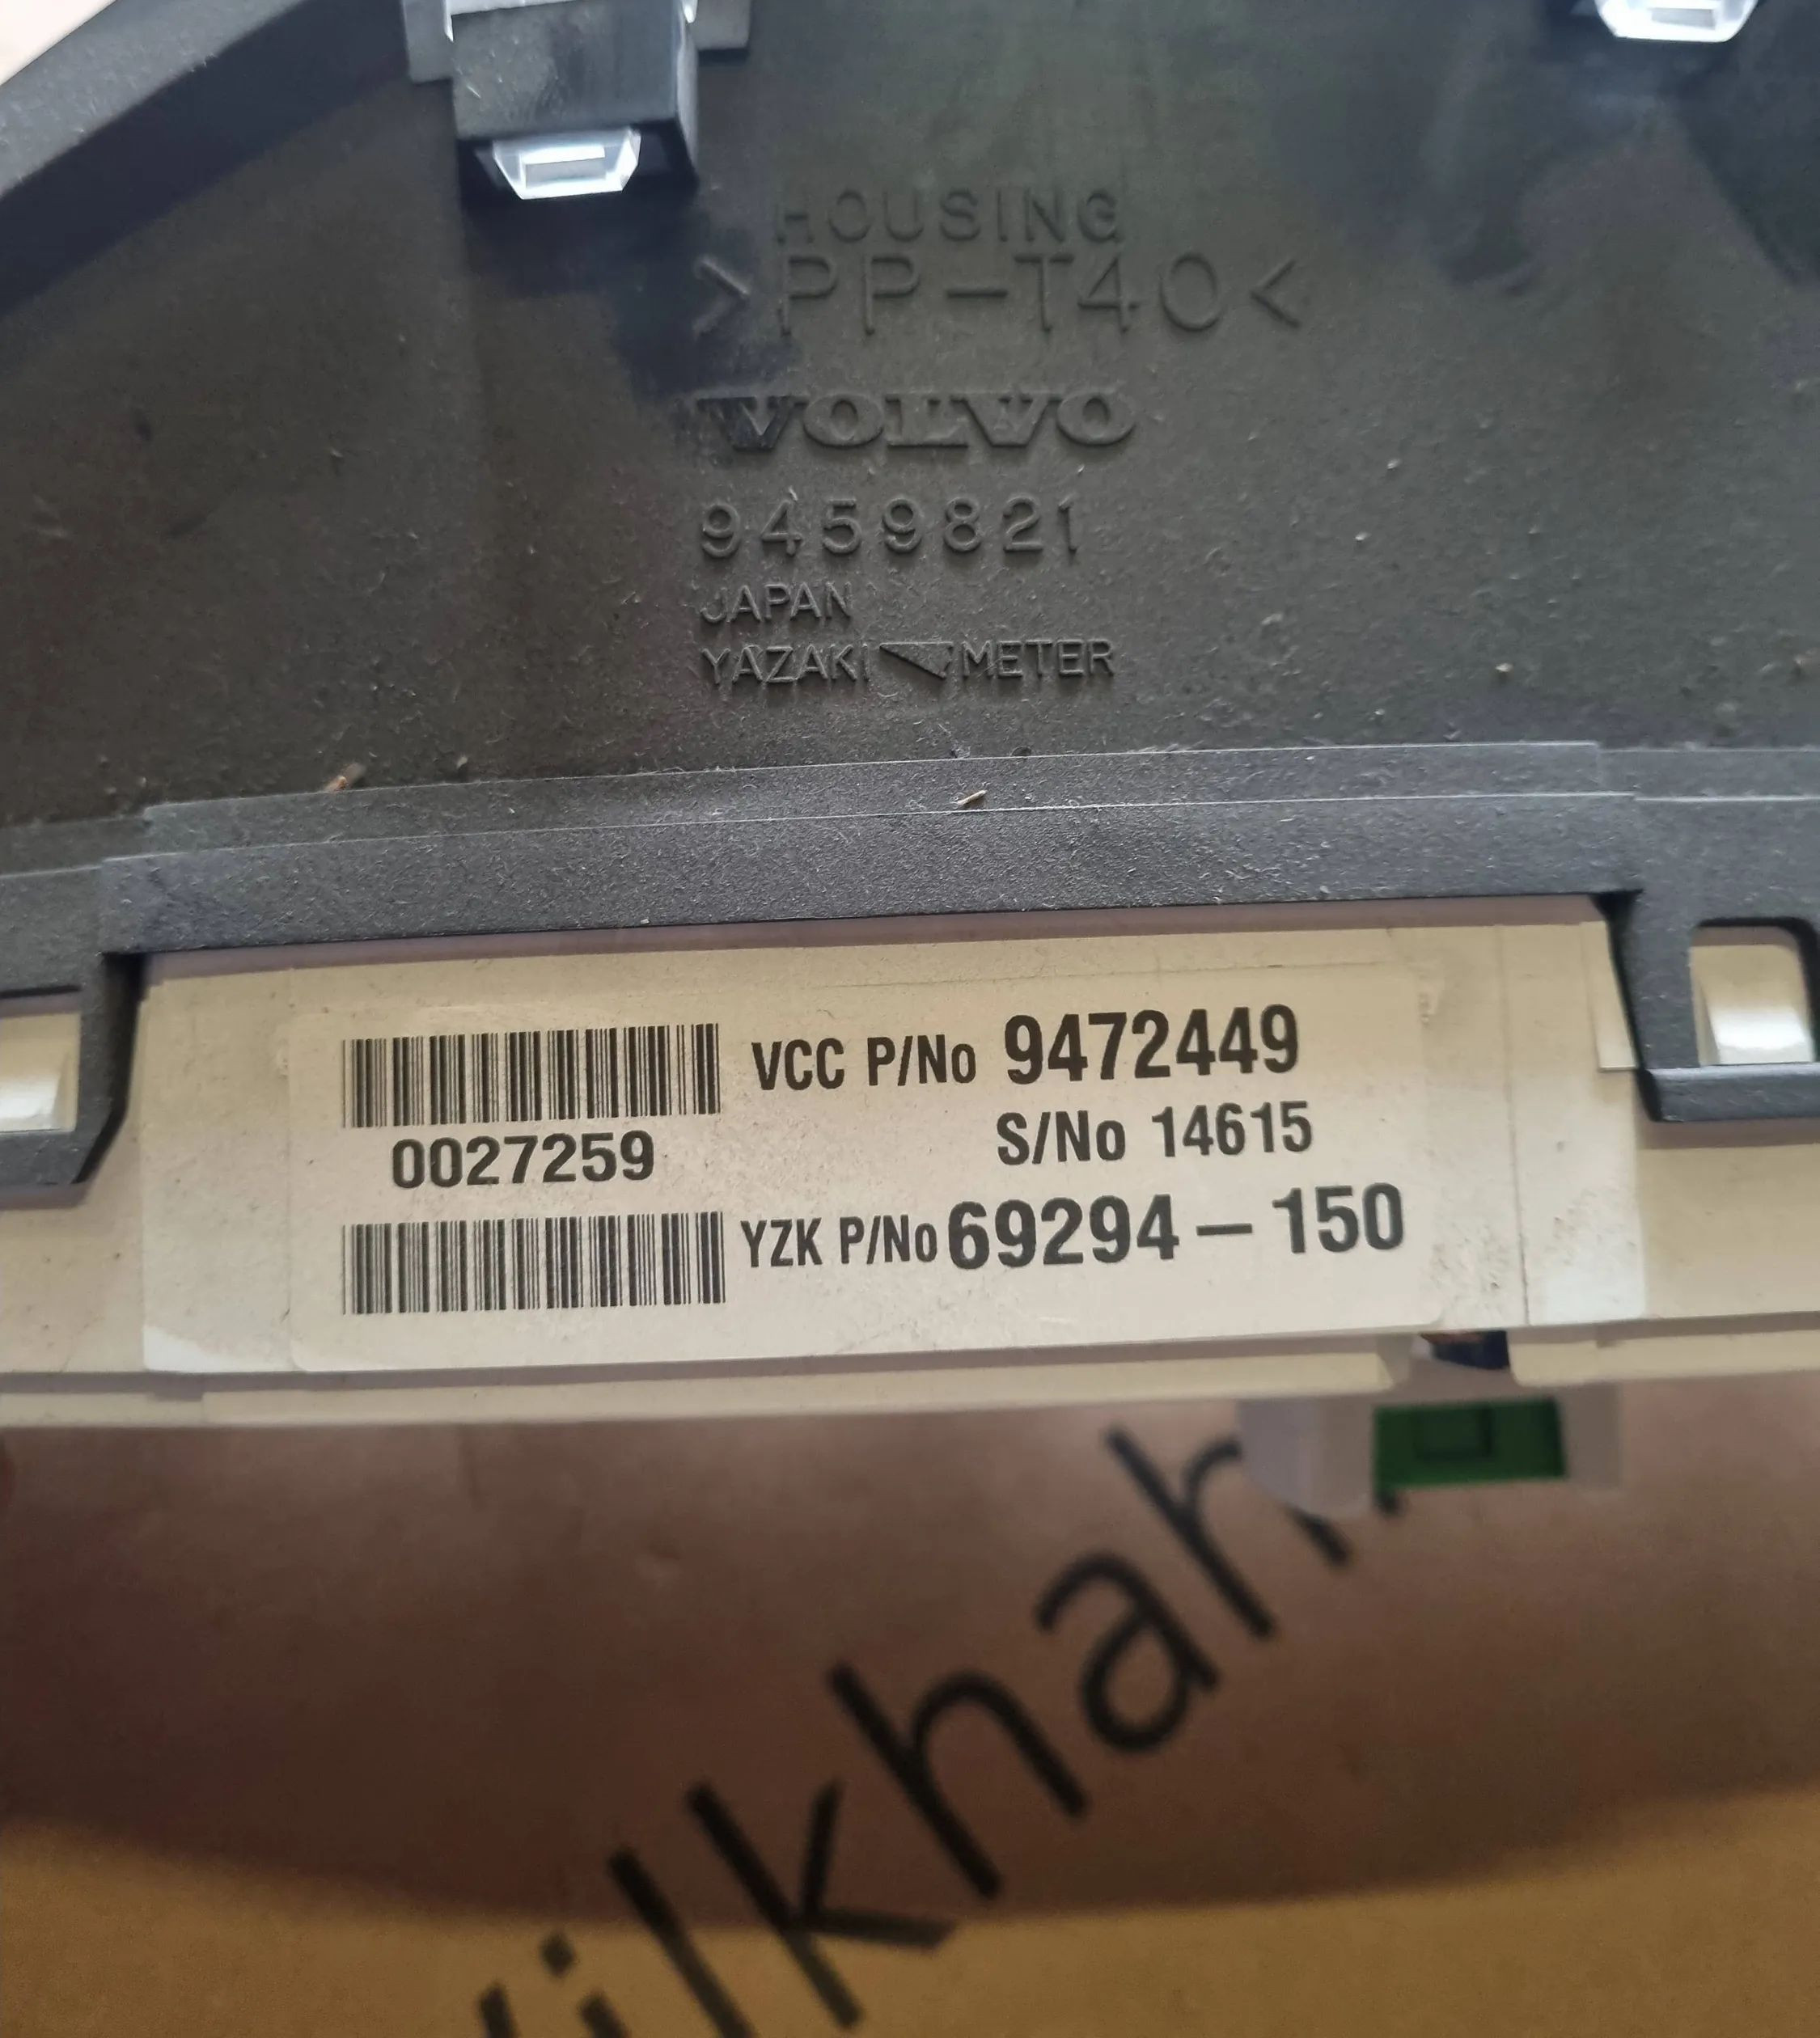 HOUSING
>PP-T40<
VOLVO
9459821
JAPAN
YAZAKI METER
VCC P/No 9472449
0027259
S/No 14615
YZK P/No 69294-150